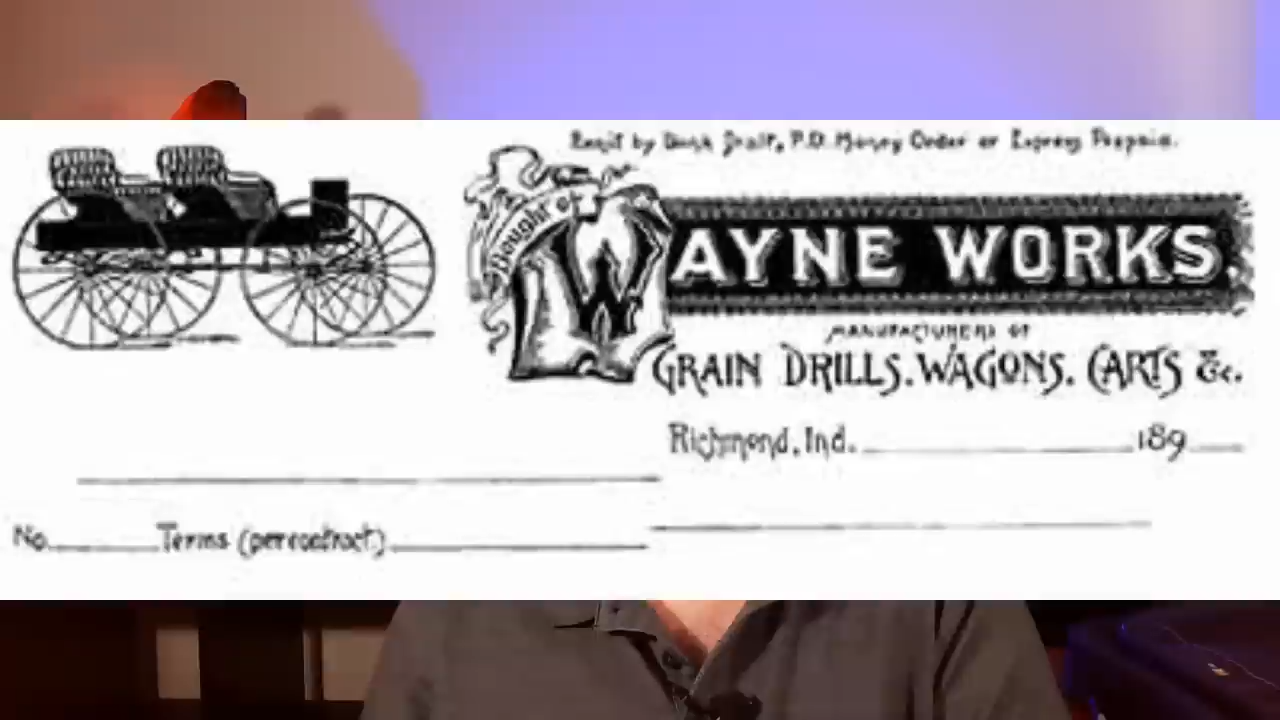 Remit by Bank Draft, P.O. Money Order or Express Prepaid.
Bought of
WAYNE WORKS.
MANUFACTURERS OF
GRAIN DRILLS. WAGONS. CARTS &c.
Richmond, Ind. 189
No. Terms (per contract)